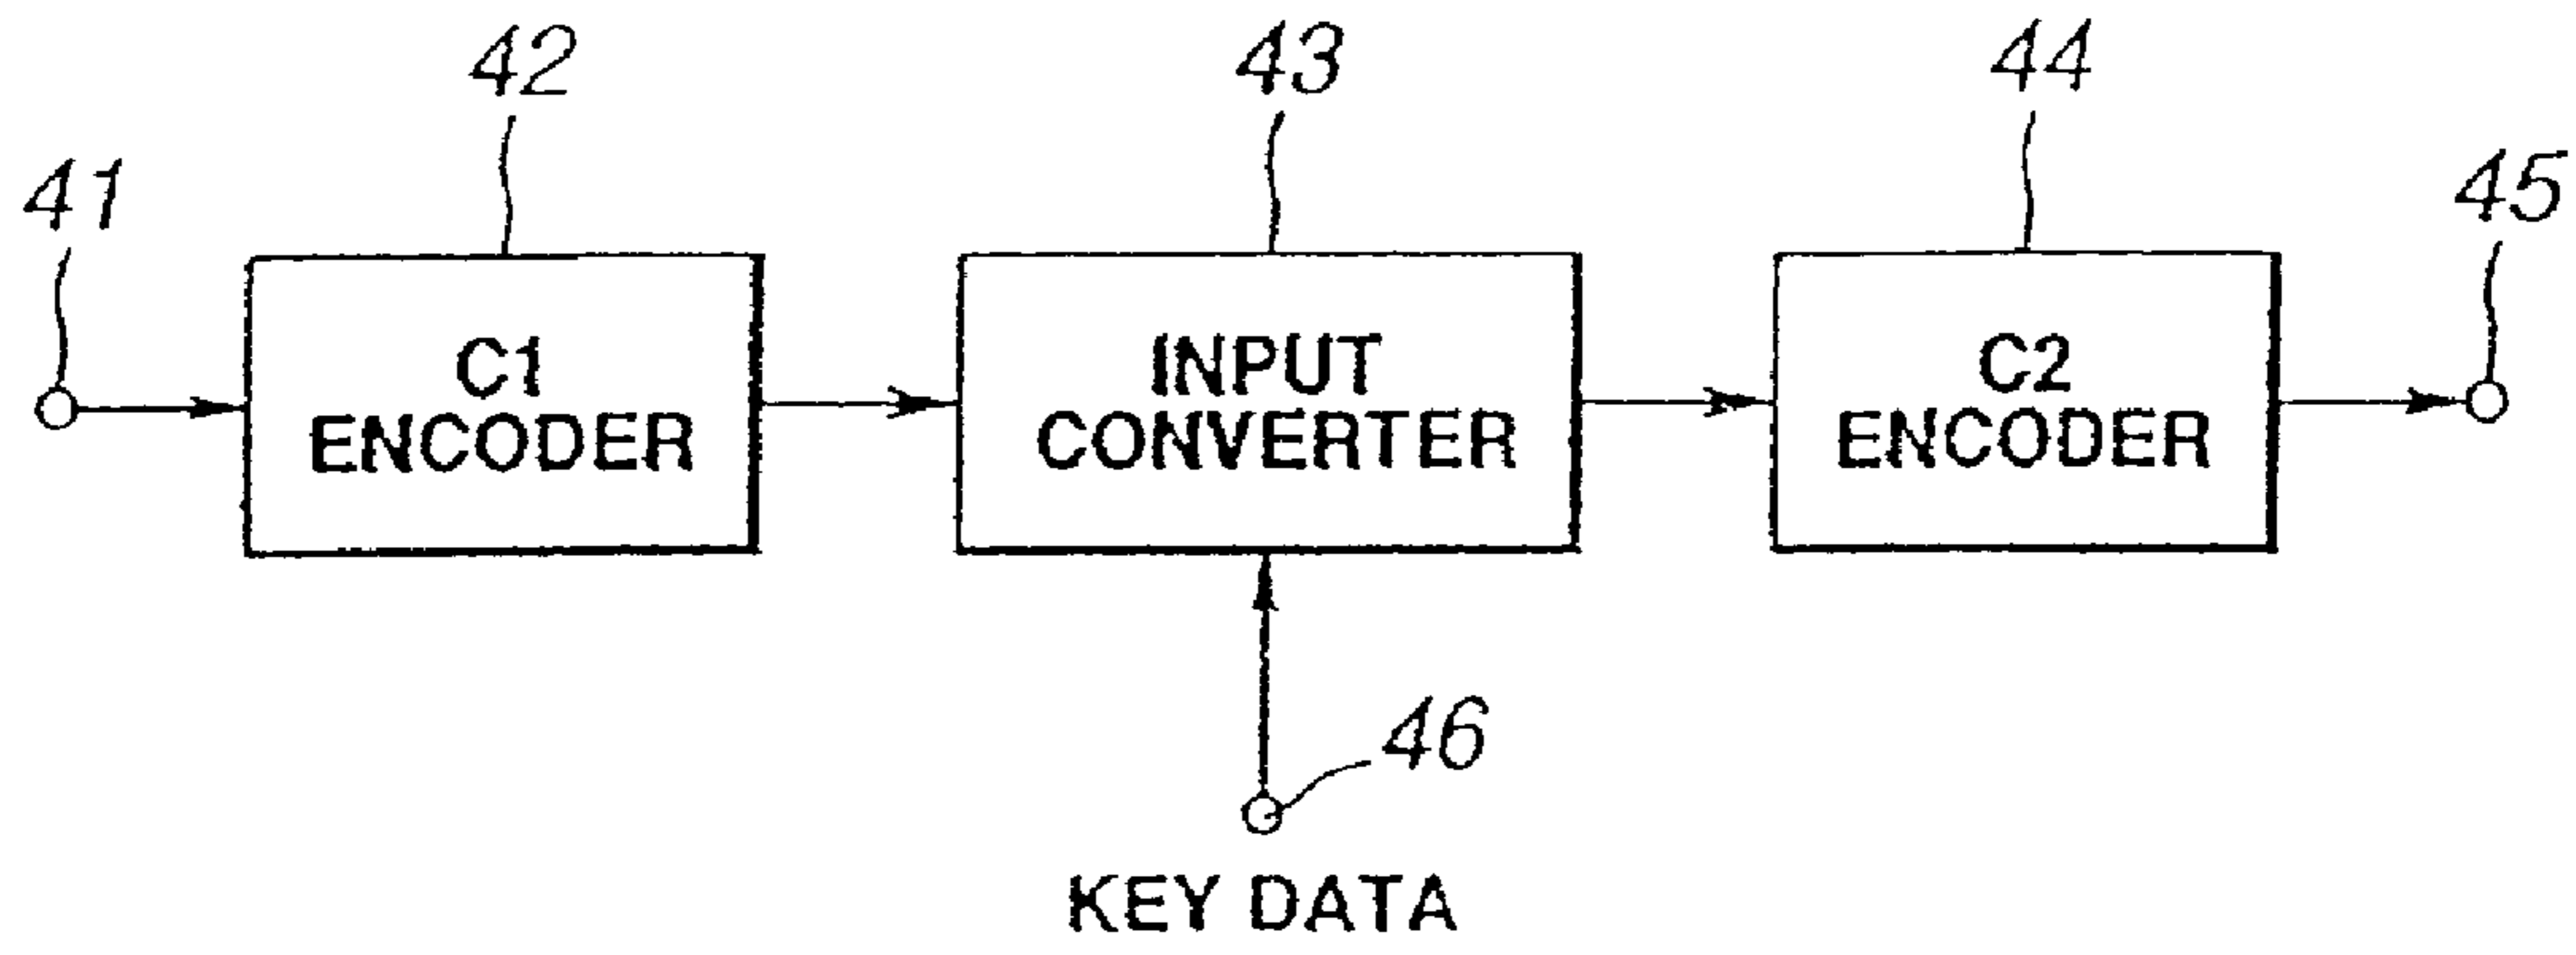 42
43
44
41
45
C1
ENCODER
INPUT
CONVERTER
C2
ENCODER
46
KEY DATA